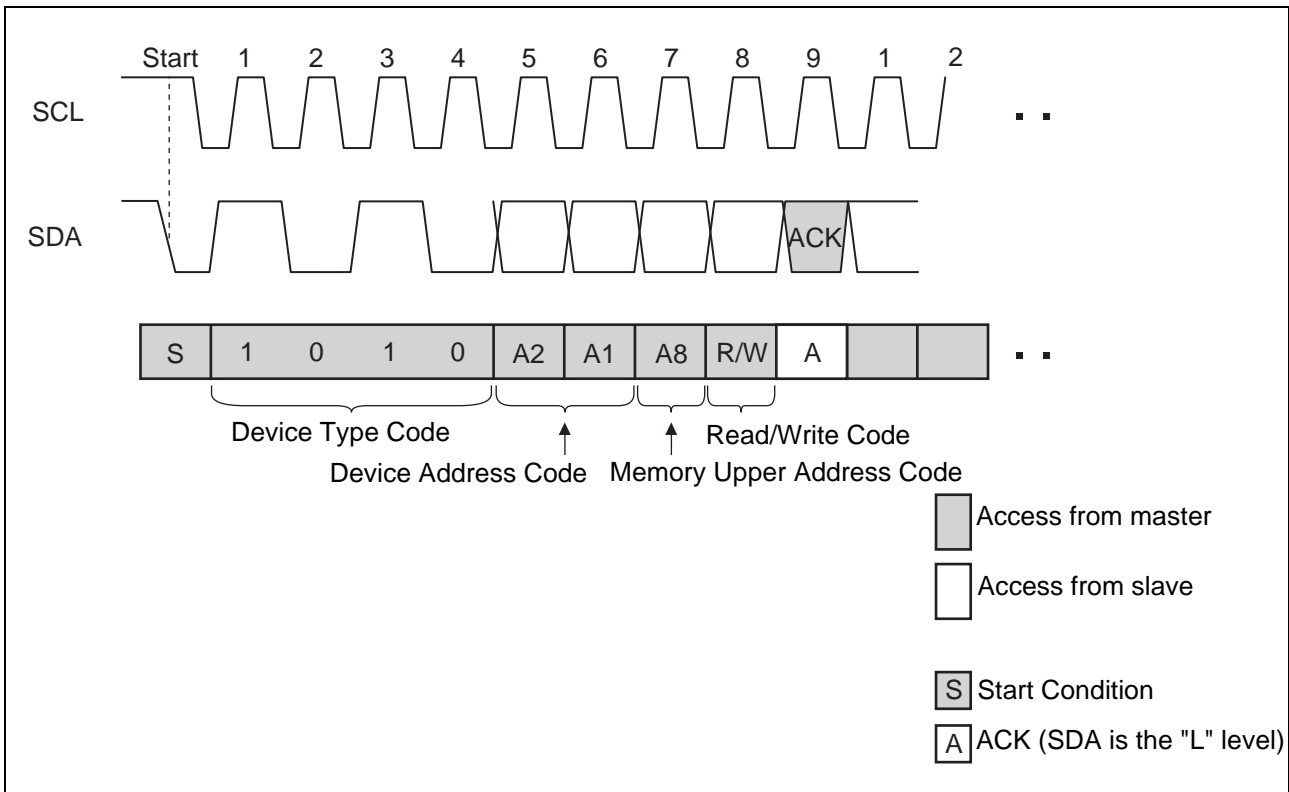 Start 1 2 3 4 5 6 7 8 9 1 2
SCL
. .
SDA
ACK
S 1 0 1 0 A2 A1 A8 R/W A
. .
Device Type Code
Read/Write Code
Device Address Code
Memory Upper Address Code
Access from master
Access from slave
S Start Condition
A ACK (SDA is the "L" level)